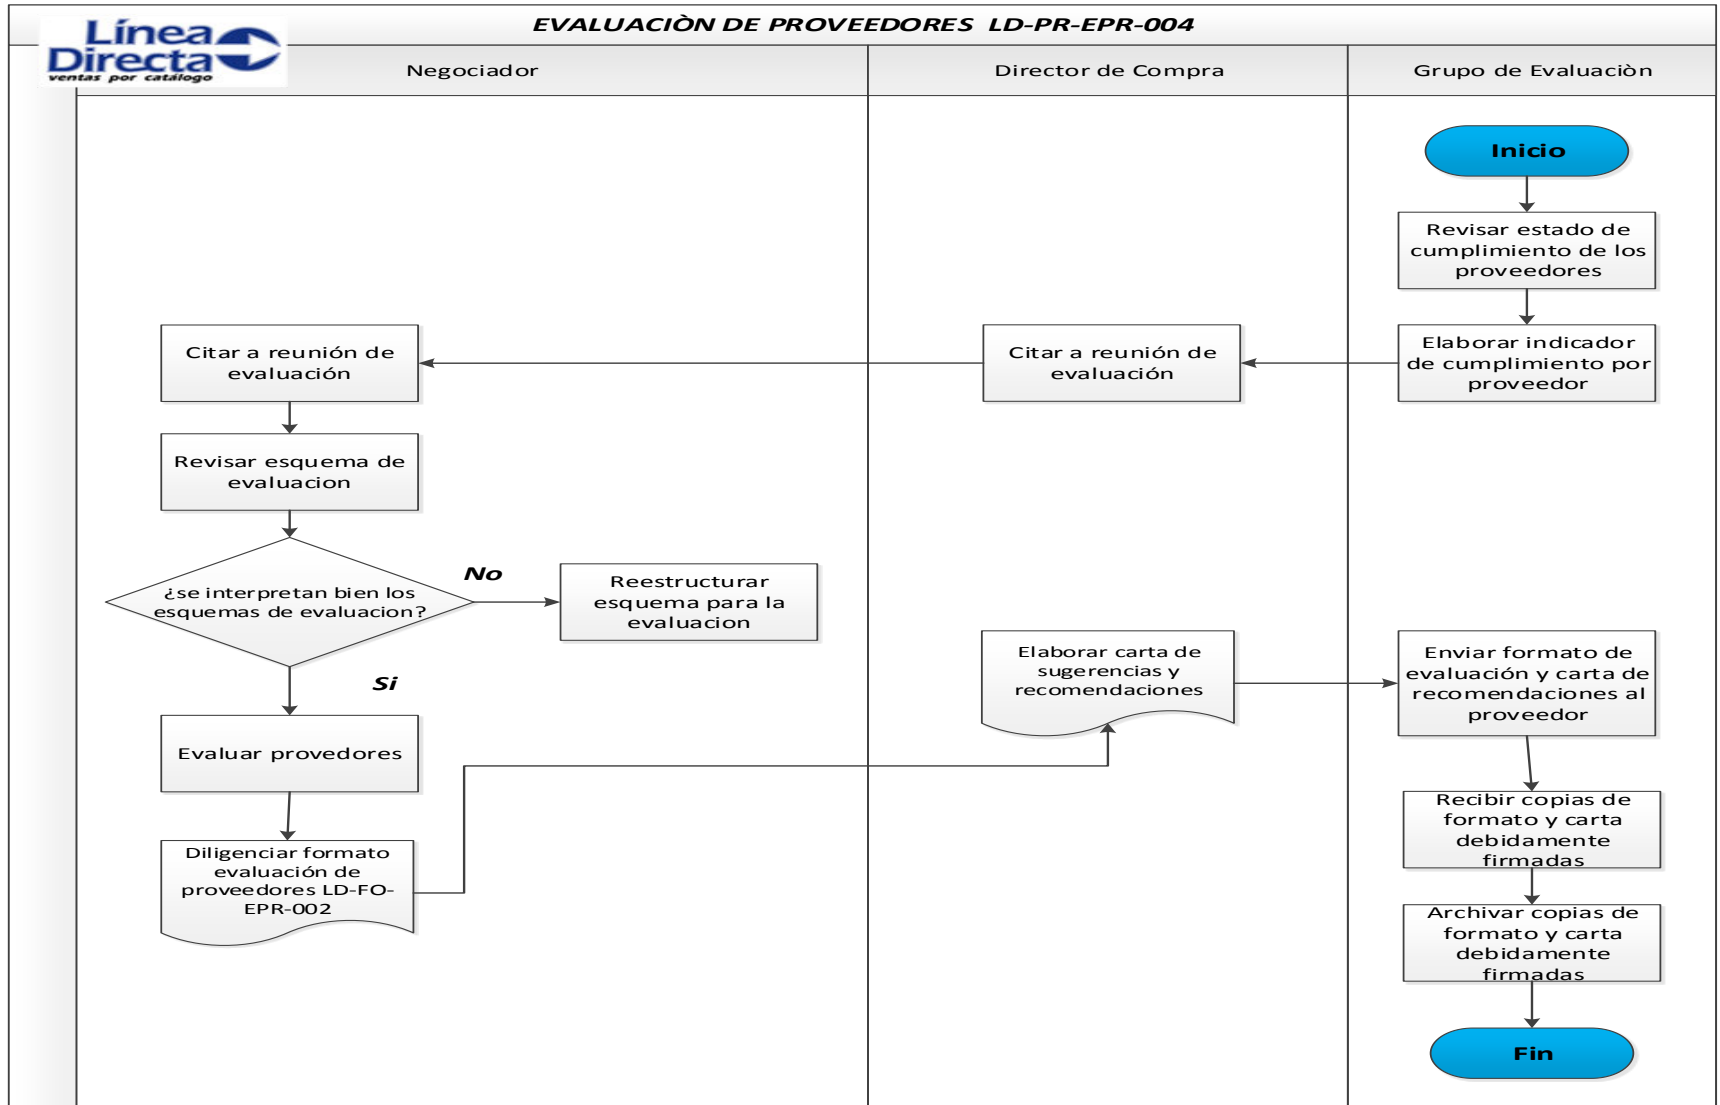 EVALUACIÒN DE PROVEEDORES  LD-PR-EPR-004
Línea
Directa
ventas por catálogo
Negociador
Director de Compra
Grupo de Evaluaciòn
Inicio
Revisar estado de
cumplimiento de los
proveedores
Elaborar indicador
de cumplimiento por
proveedor
Citar a reunión de
evaluación
Citar a reunión de
evaluación
Revisar esquema de
evaluacion
¿se interpretan bien los
esquemas de evaluacion?
No
Reestructurar
esquema para la
evaluacion
Si
Evaluar provedores
Diligenciar formato
evaluación de
proveedores LD-FO-
EPR-002
Elaborar carta de
sugerencias y
recomendaciones
Enviar formato de
evaluación y carta de
recomendaciones al
proveedor
Recibir copias de
formato y carta
debidamente
firmadas
Archivar copias de
formato y carta
debidamente
firmadas
Fin